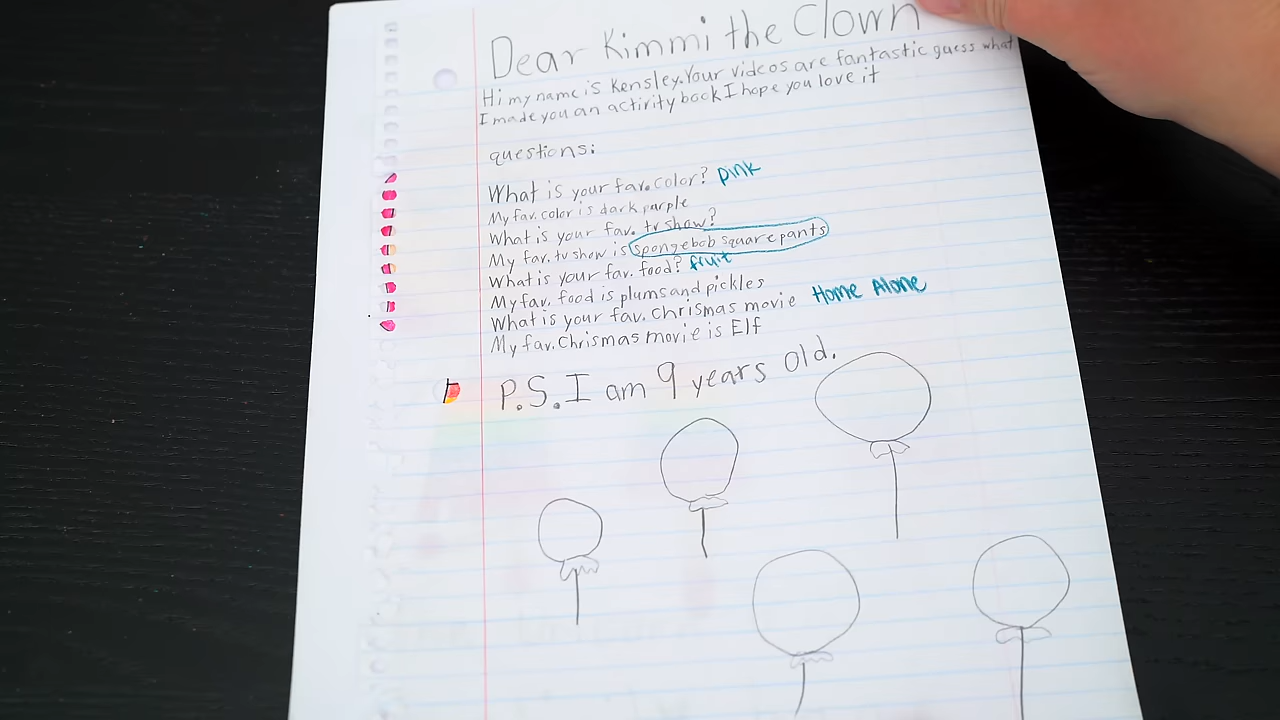 Dear Kimmi the Clown
Hi my name is Kensley. Your videos are fantastic guess what
I made you an activity book I hope you love it
questions:
What is your fav. color? pink
My fav. color is dark purple
What is your fav. tv show?
My fav. tv show is spongebob squarepants
What is your fav. food? fruit
My fav. food is plums and pickles
What is your fav. chrismas movie Home Alone
My fav. Chrismas movie is Elf
P.S. I am 9 years old.